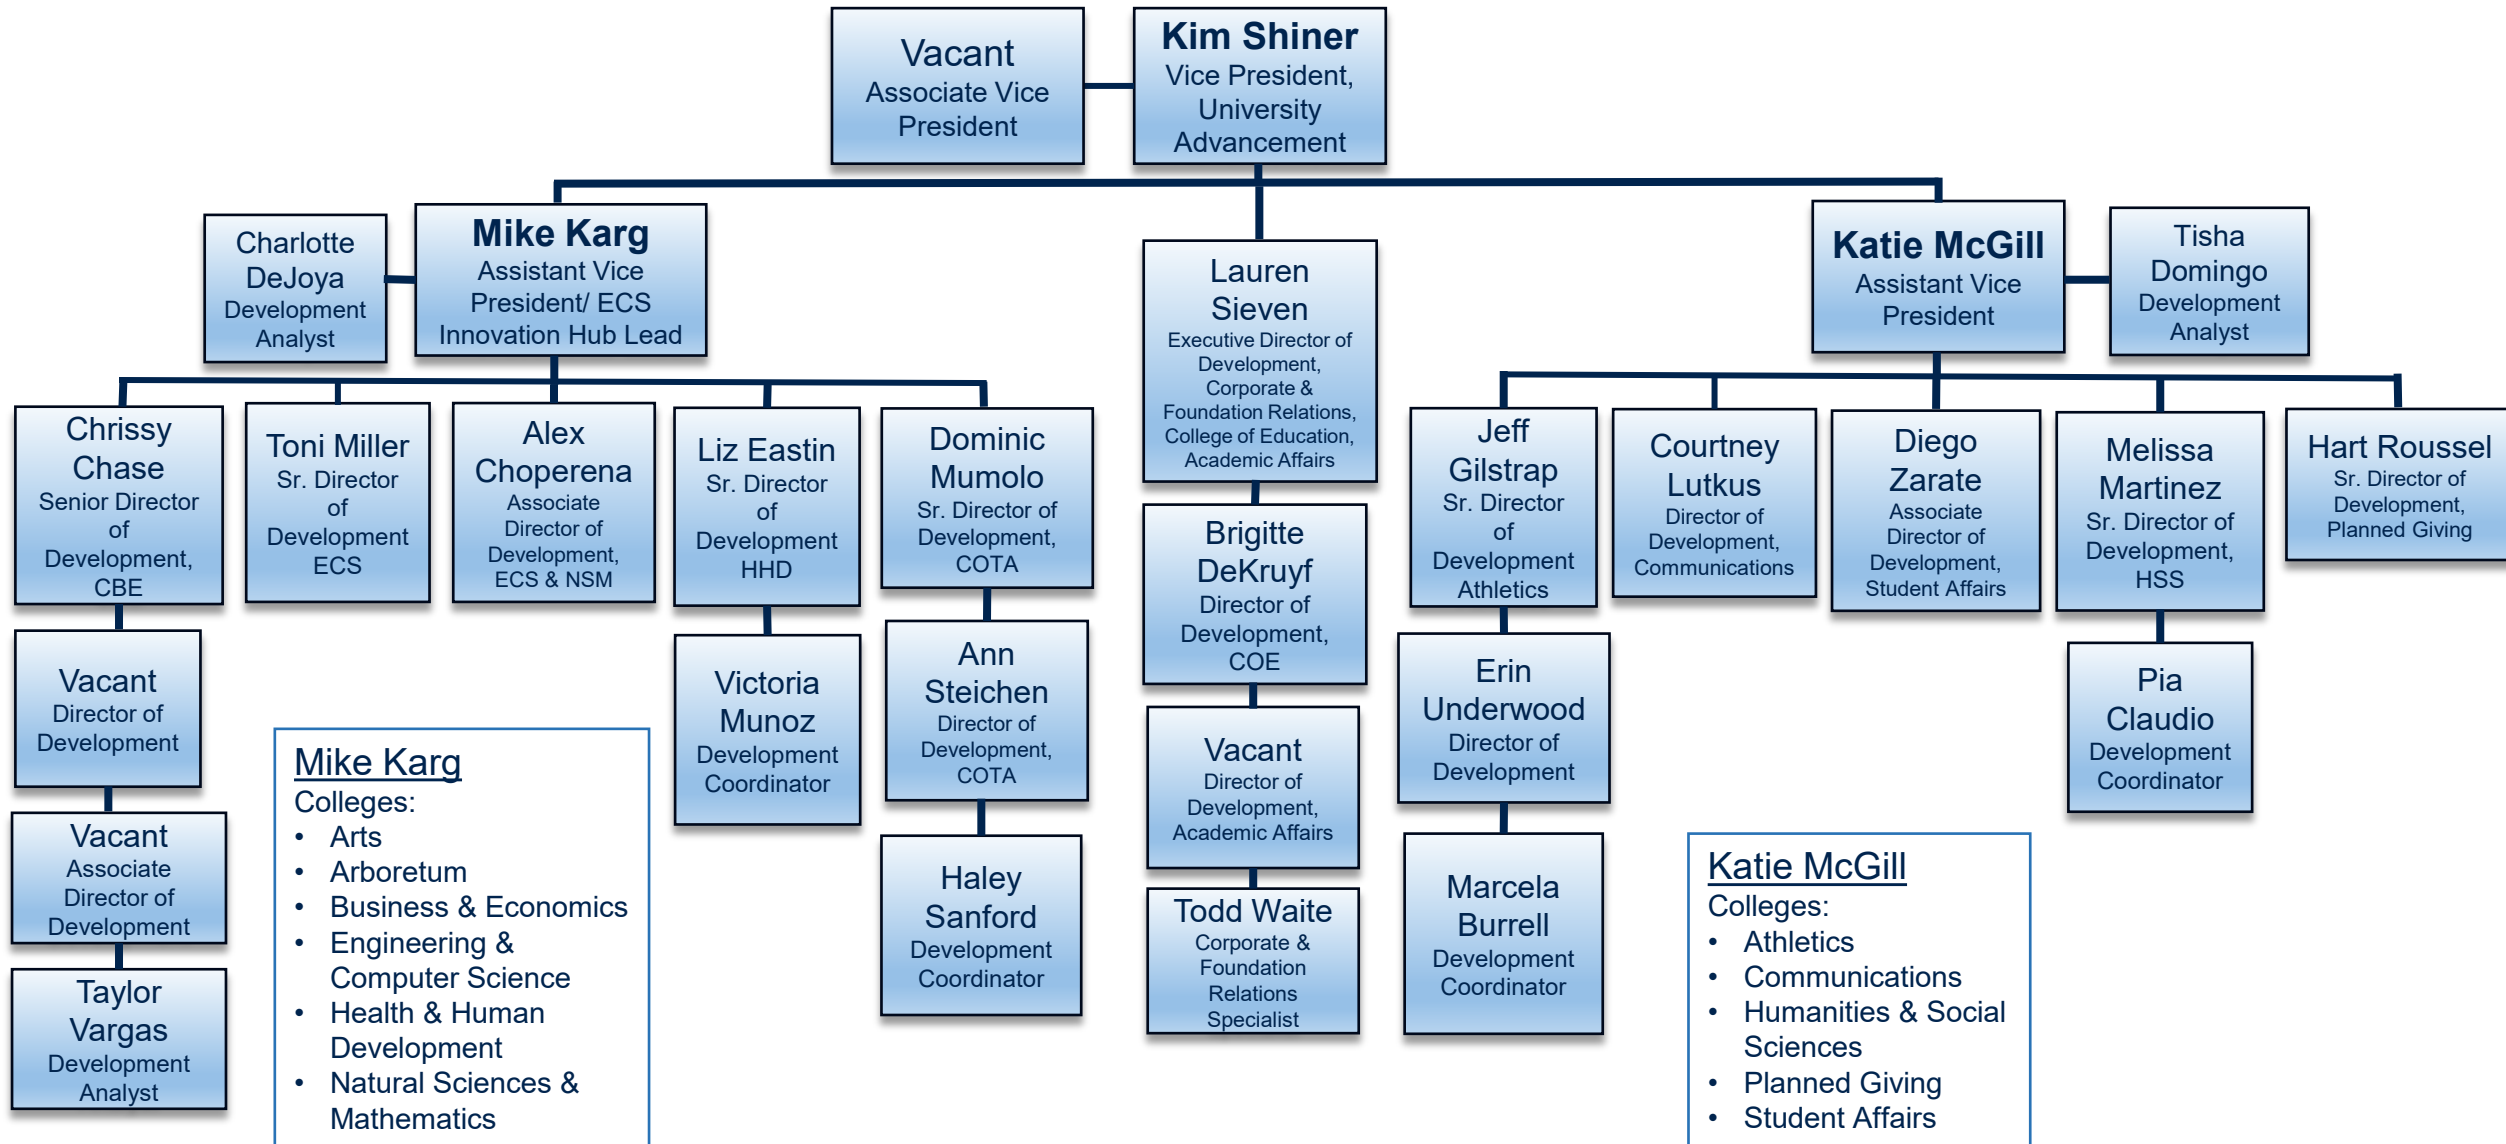 Vacant
Associate Vice
President
Kim Shiner
Vice President,
University
Advancement
Charlotte
DeJoya
Development
Analyst
Mike Karg
Assistant Vice
President/ ECS
Innovation Hub Lead
Lauren
Sieven
Executive Director of
Development,
Corporate &
Foundation Relations,
College of Education,
Academic Affairs
Katie McGill
Assistant Vice
President
Tisha
Domingo
Development
Analyst
Chrissy
Chase
Senior Director
of
Development,
CBE
Toni Miller
Sr. Director
of
Development
ECS
Alex
Choperena
Associate
Director of
Development,
ECS & NSM
Liz Eastin
Sr. Director
of
Development
HHD
Dominic
Mumolo
Sr. Director of
Development,
COTA
Brigitte
DeKruyf
Director of
Development,
COE
Jeff
Gilstrap
Sr. Director
of
Development
Athletics
Courtney
Lutkus
Director of
Development,
Communications
Diego
Zarate
Associate
Director of
Development,
Student Affairs
Melissa
Martinez
Sr. Director of
Development,
HSS
Hart Roussel
Sr. Director of
Development,
Planned Giving
Vacant
Director of
Development
Victoria
Munoz
Development
Coordinator
Ann
Steichen
Director of
Development,
COTA
Vacant
Director of
Development,
Academic Affairs
Erin
Underwood
Director of
Development
Pia
Claudio
Development
Coordinator
Vacant
Associate
Director of
Development
Haley
Sanford
Development
Coordinator
Todd Waite
Corporate &
Foundation
Relations
Specialist
Marcela
Burrell
Development
Coordinator
Taylor
Vargas
Development
Analyst
Mike Karg
Colleges:
• Arts
• Arboretum
• Business & Economics
• Engineering &
Computer Science
• Health & Human
Development
• Natural Sciences &
Mathematics
Katie McGill
Colleges:
• Athletics
• Communications
• Humanities & Social
Sciences
• Planned Giving
• Student Affairs